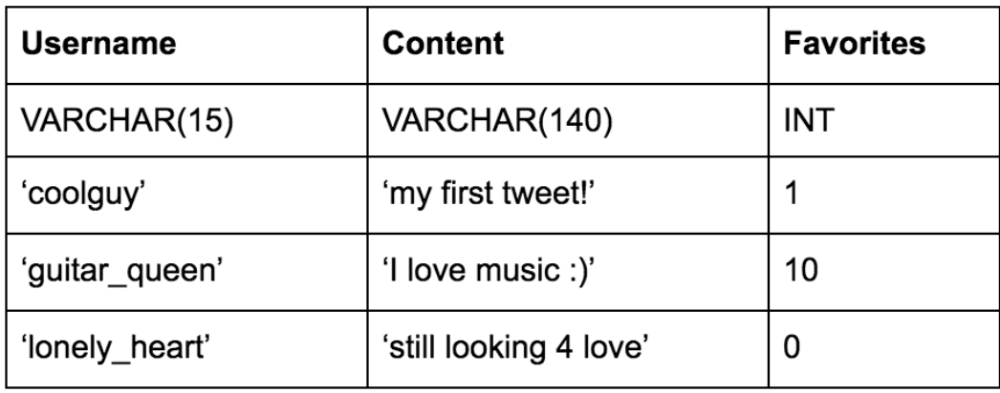 Username Content Favorites
VARCHAR(15) VARCHAR(140) INT
‘coolguy’ ‘my first tweet!’ 1
‘guitar_queen’ ‘I love music :)’ 10
‘lonely_heart’ ‘still looking 4 love’ 0